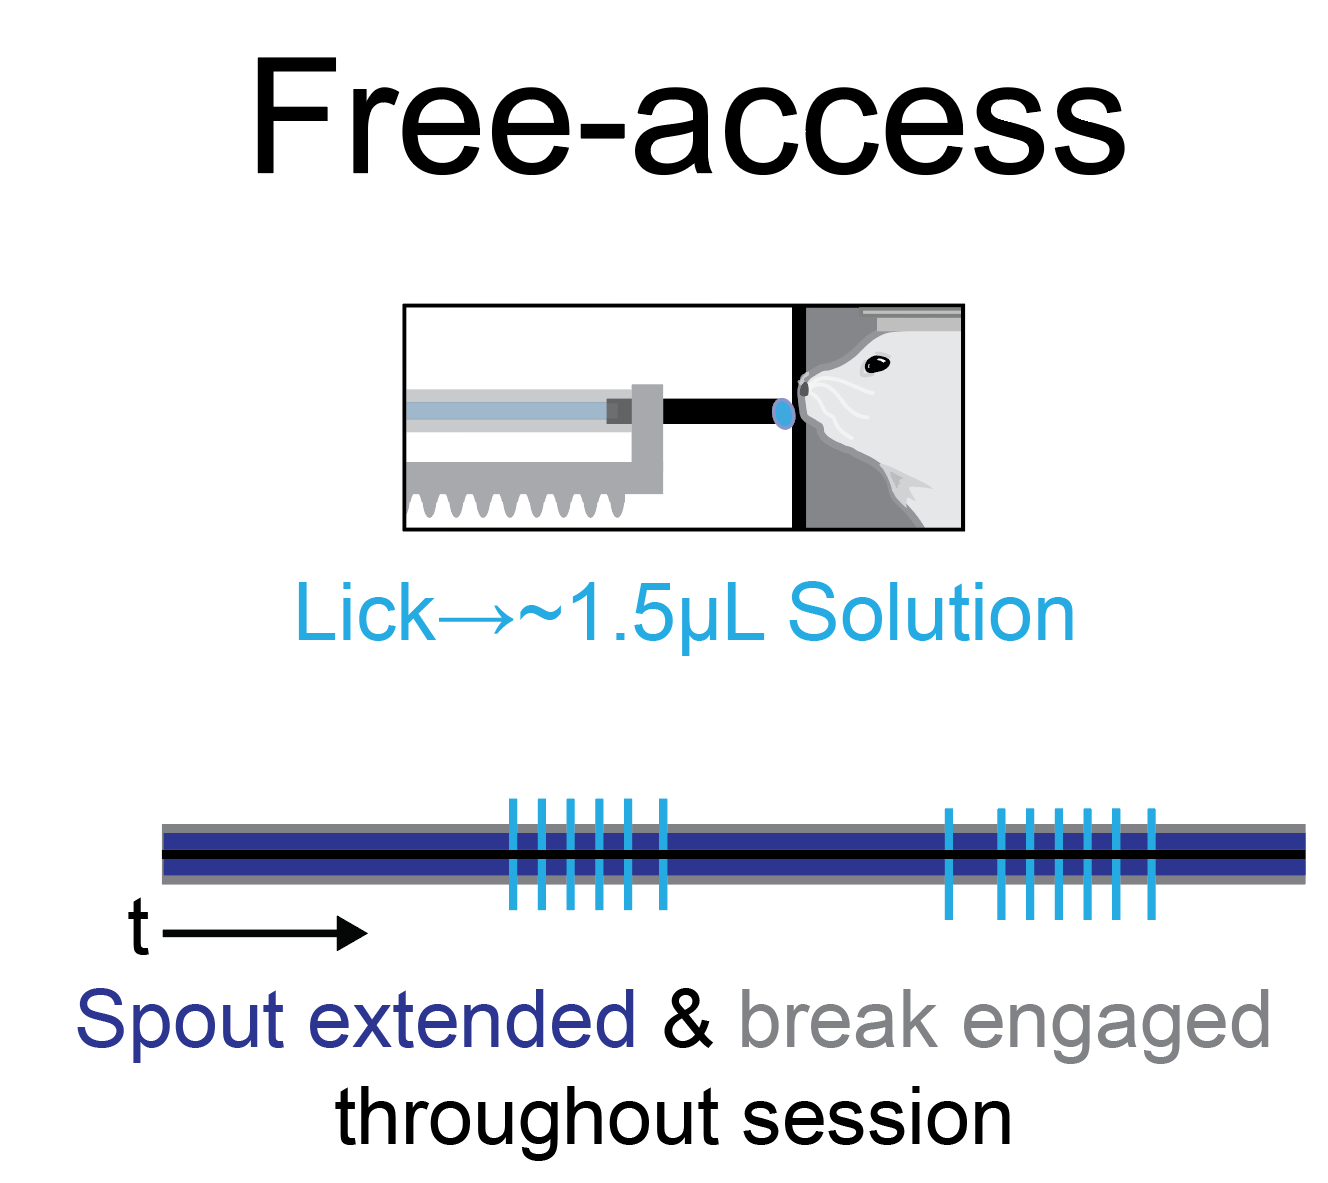 Free-access
Lick→~1.5µL Solution
t
Spout extended & break engaged
throughout session